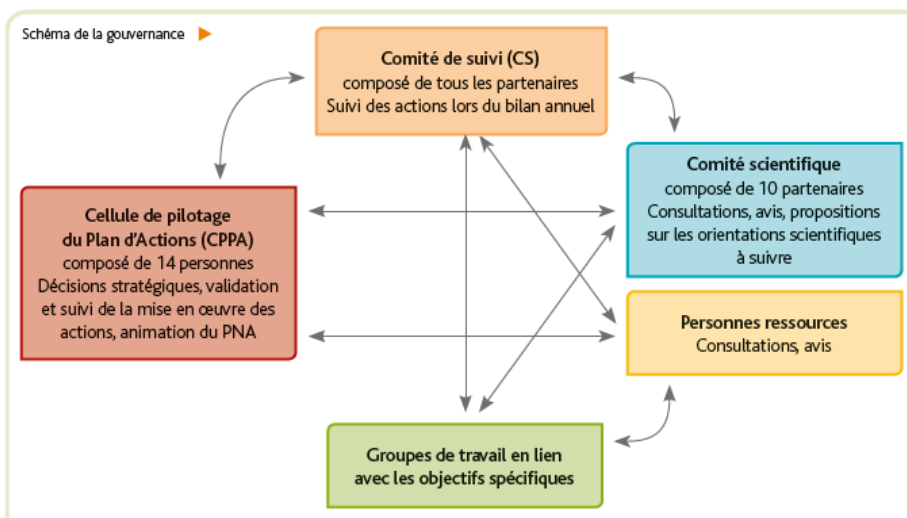 Schéma de la gouvernance
Comité de suivi (CS)
composé de tous les partenaires
Suivi des actions lors du bilan annuel
Comité scientifique
composé de 10 partenaires
Consultations, avis, propositions
sur les orientations scientifiques
à suivre
Cellule de pilotage
du Plan d'Actions (CPPA)
composé de 14 personnes
Décisions stratégiques, validation
et suivi de la mise en œuvre des
actions, animation du PNA
Personnes ressources
Consultations, avis
Groupes de travail en lien
avec les objectifs spécifiques